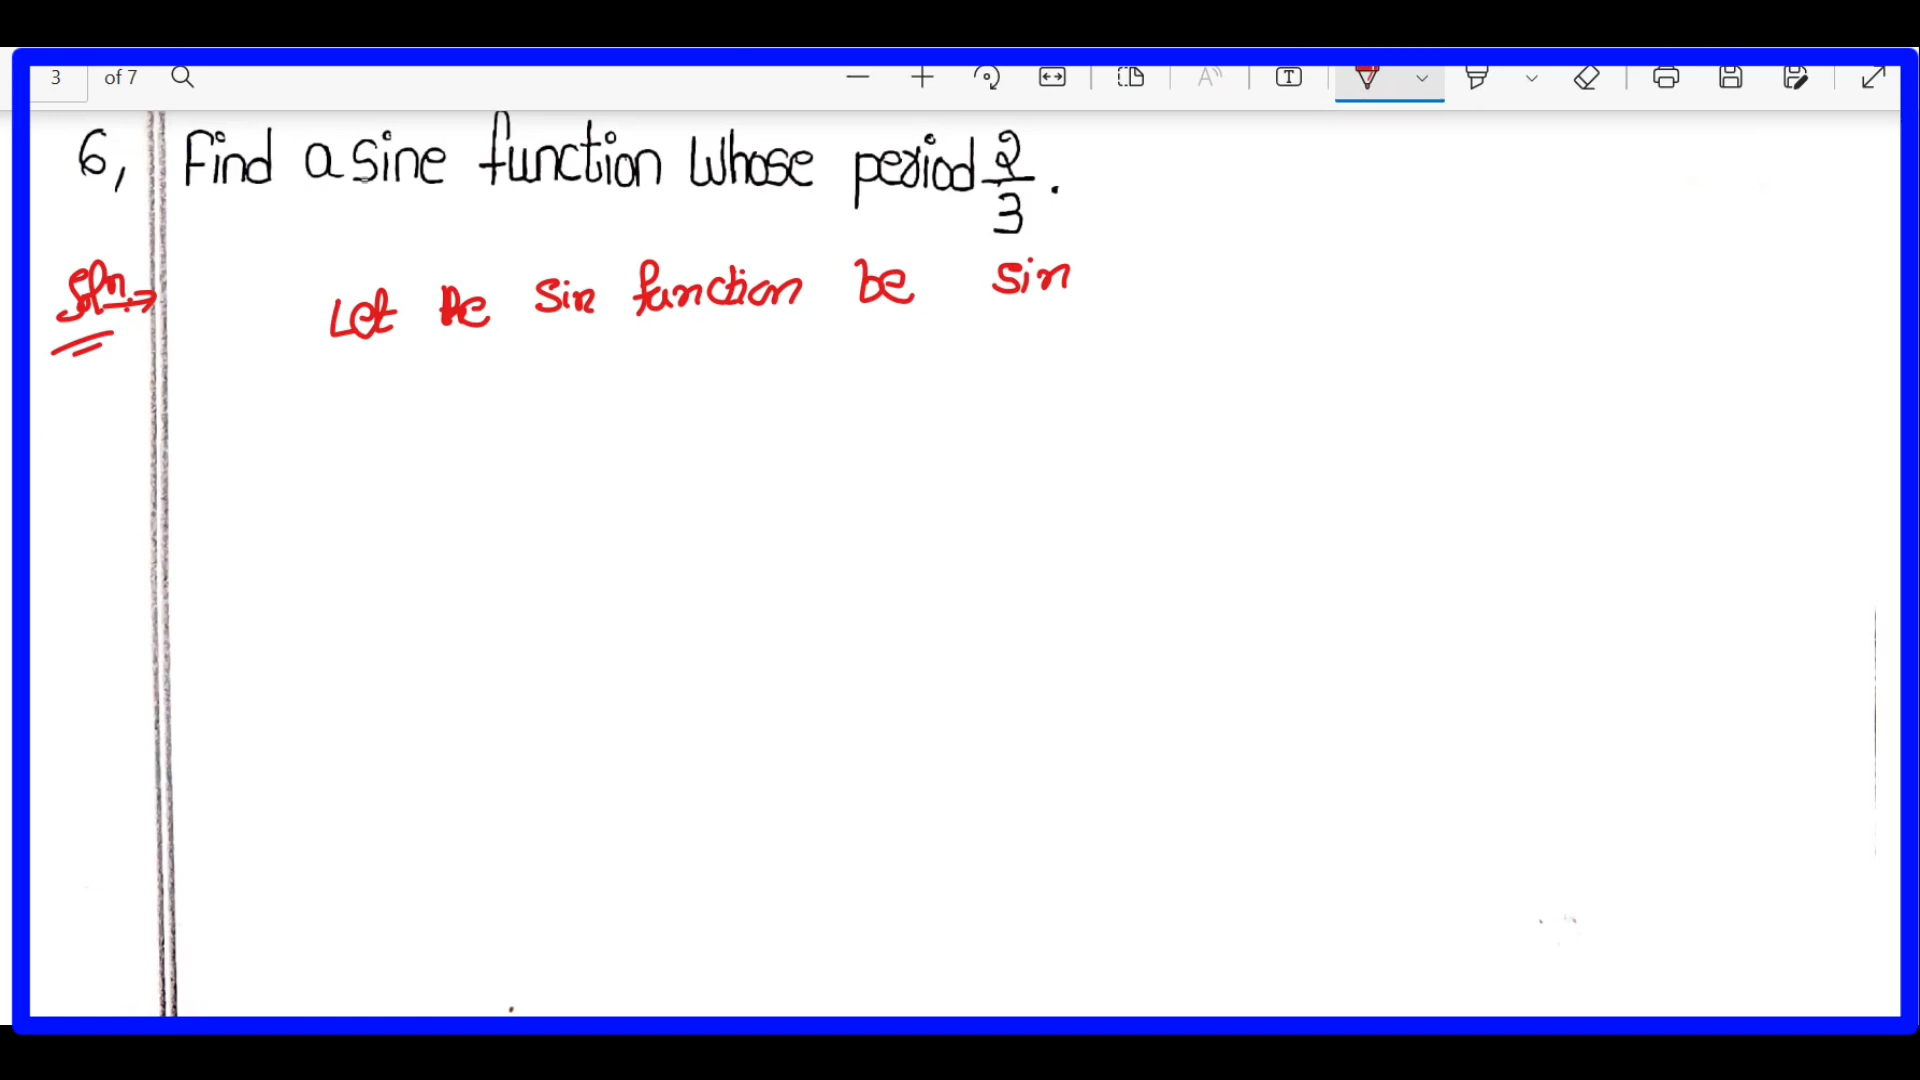 3 of 7
6, Find a sine function whose period 2/3 .
Soln. → Let the sin function be sin